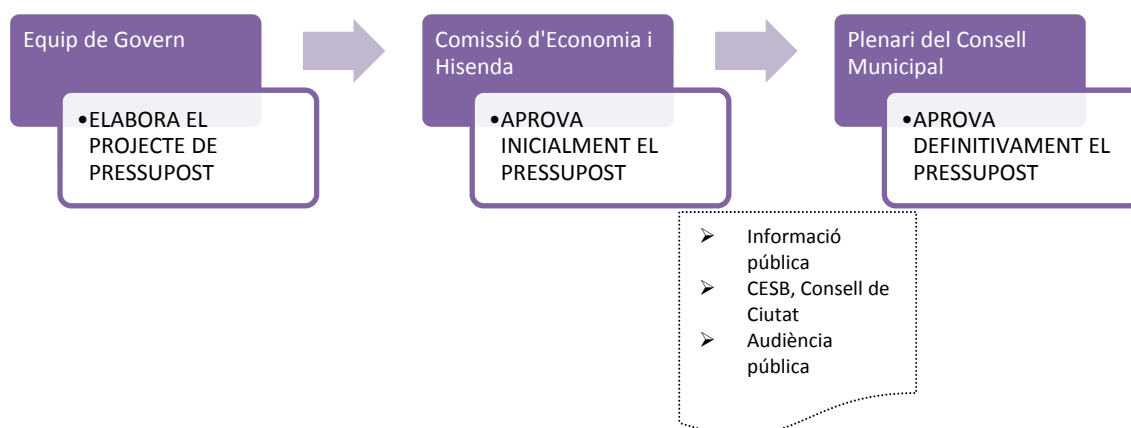 Equip de Govern
•ELABORA EL
PROJECTE DE
PRESSUPOST
Comissió d'Economia i
Hisenda
•APROVA
INICIALMENT EL
PRESSUPOST
Plenari del Consell
Municipal
•APROVA
DEFINITIVAMENT EL
PRESSUPOST
➢ Informació
pública
➢ CESB, Consell de
Ciutat
➢ Audiència
pública